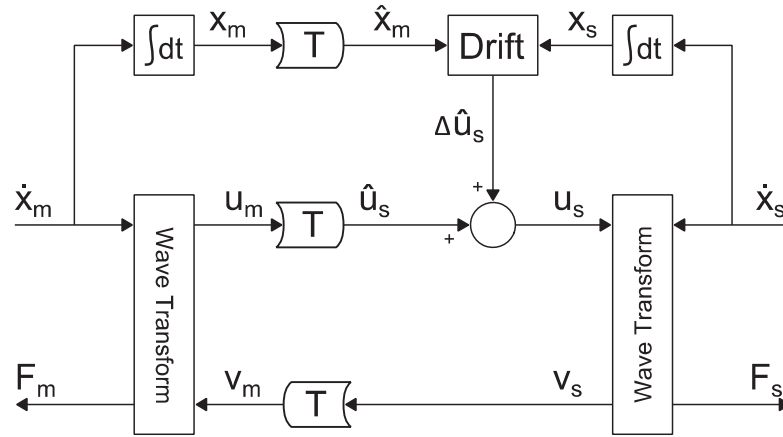 ∫dt x_m T x̂_m Drift x_s ∫dt
Δû_s
+
ẋ_m u_m T û_s + u_s ẋ_s
Wave Transform
Wave Transform
F_m v_m T v_s F_s